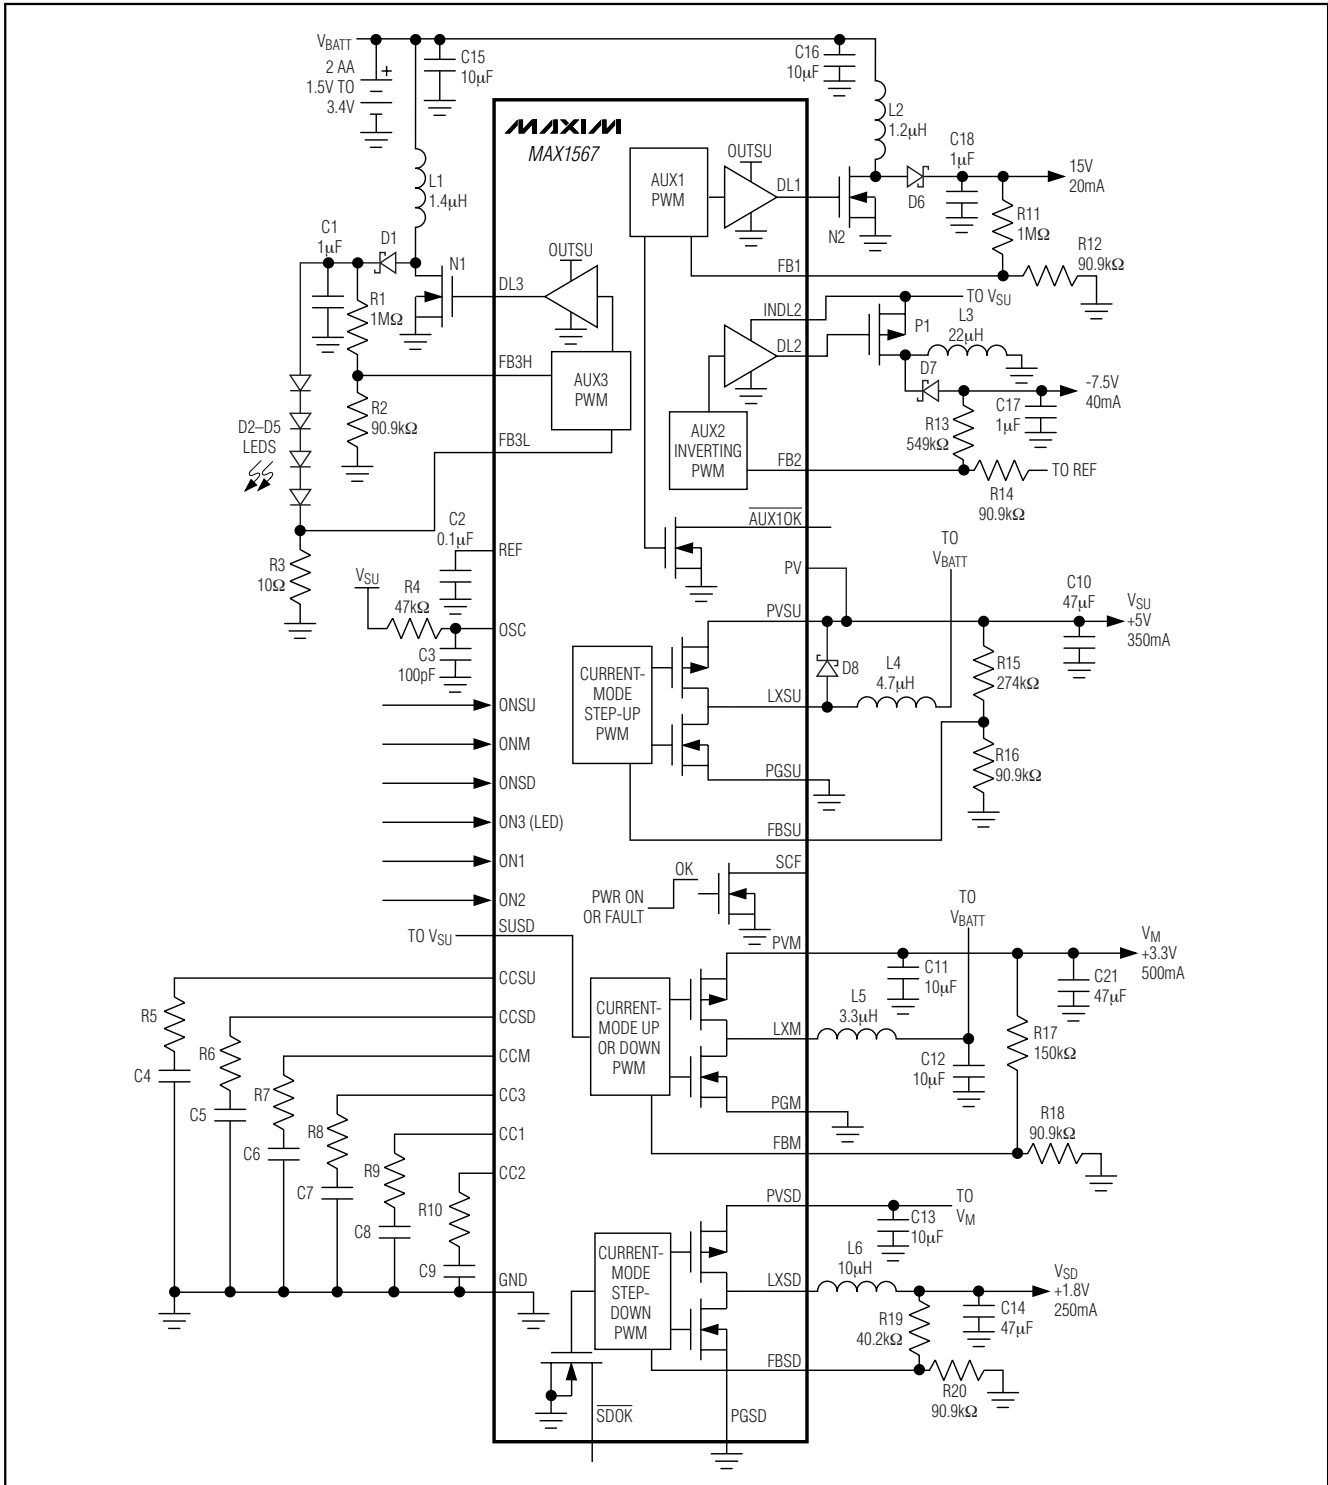 VBATT
2 AA
1.5V TO
3.4V
+
C15
10µF
C16
10µF
L2
1.2µH
MAXIM
MAX1567
L1
1.4µH
AUX1
PWM
OUTSU
DL1
N2
D6
C18
1µF
15V
20mA
R11
1MΩ
R12
90.9kΩ
FB1
C1
1µF
D1
N1
R1
1MΩ
DL3
OUTSU
FB3H
AUX3
PWM
R2
90.9kΩ
FB3L
D2–D5
LEDS
INDL2
TO VSU
DL2
P1
L3
22µH
D7
-7.5V
40mA
C17
1µF
R13
549kΩ
AUX2
INVERTING
PWM
FB2
TO REF
R14
90.9kΩ
AUX1OK
C2
0.1µF
REF
R3
10Ω
VSU
R4
47kΩ
OSC
C3
100pF
PV
TO
VBATT
PVSU
C10
47µF
VSU
+5V
350mA
D8
L4
4.7µH
R15
274kΩ
CURRENT-
MODE
STEP-UP
PWM
LXSU
R16
90.9kΩ
PGSU
FBSU
ONSU
ONM
ONSD
ON3 (LED)
ON1
ON2
SCF
OK
PWR ON
OR FAULT
TO VSU
SUSD
TO
VBATT
PVM
VM
+3.3V
500mA
C11
10µF
C21
47µF
CURRENT-
MODE UP
OR DOWN
PWM
L5
3.3µH
LXM
R17
150kΩ
C12
10µF
PGM
R18
90.9kΩ
FBM
CCSU
R5
CCSD
R6
C4
CCM
R7
C5
CC3
R8
C6
CC1
R9
C7
CC2
R10
C8
C9
GND
PVSD
TO
VM
C13
10µF
CURRENT-
MODE
STEP-
DOWN
PWM
L6
10µH
LXSD
VSD
+1.8V
250mA
R19
40.2kΩ
C14
47µF
FBSD
R20
90.9kΩ
SDOK
PGSD